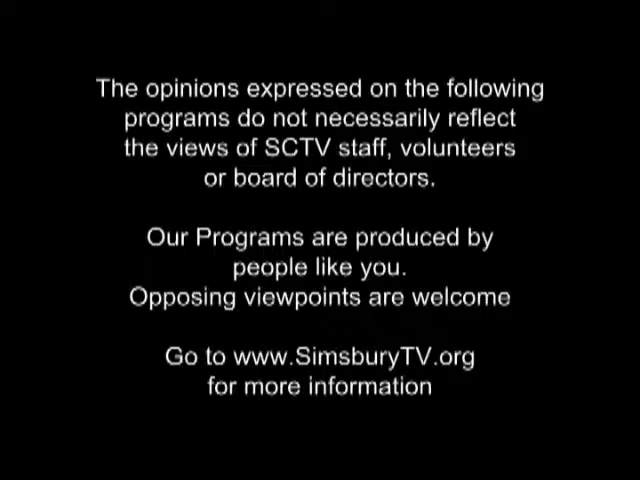 The opinions expressed on the following
programs do not necessarily reflect
the views of SCTV staff, volunteers
or board of directors.
Our Programs are produced by
people like you.
Opposing viewpoints are welcome
Go to www.SimsburyTV.org
for more information